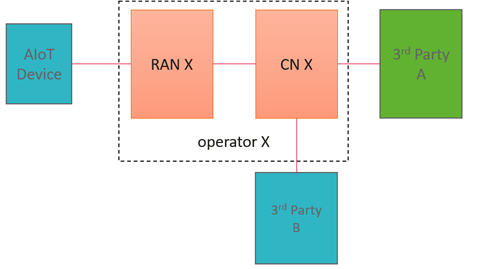 AIoT
Device
RAN X
CN X
3rd Party
A
operator X
3rd Party
B